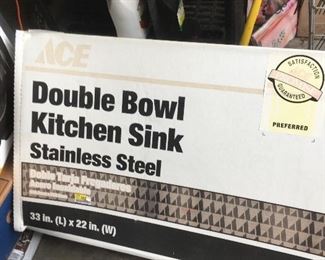 ACE
SATISFACTION
GUARANTEED
PREFERRED
Double Bowl
Kitchen Sink
Stainless Steel
33 in. (L) x 22 in. (W)